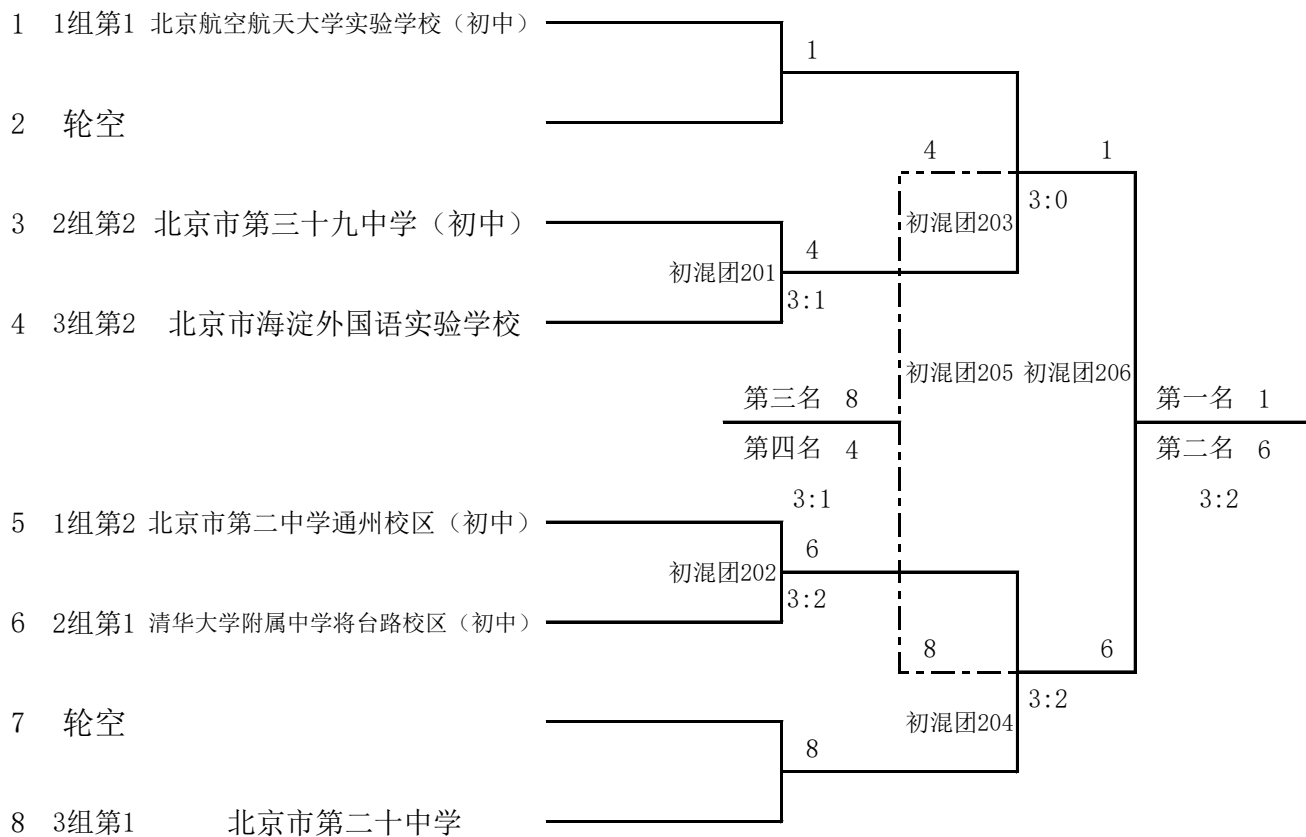 1 1组第1 北京航空航天大学实验学校（初中）
1
2 轮空
4 1
3 2组第2 北京市第三十九中学（初中） 初混团203 3:0
初混团201 4
3:1
4 3组第2 北京市海淀外国语实验学校
初混团205 初混团206
第三名 8 第一名 1
第四名 4 第二名 6
3:1 3:2
5 1组第2 北京市第二中学通州校区（初中）
初混团202 6
3:2
6 2组第1 清华大学附属中学将台路校区（初中）
8 6
3:2
7 轮空 初混团204
8
8 3组第1 北京市第二十中学